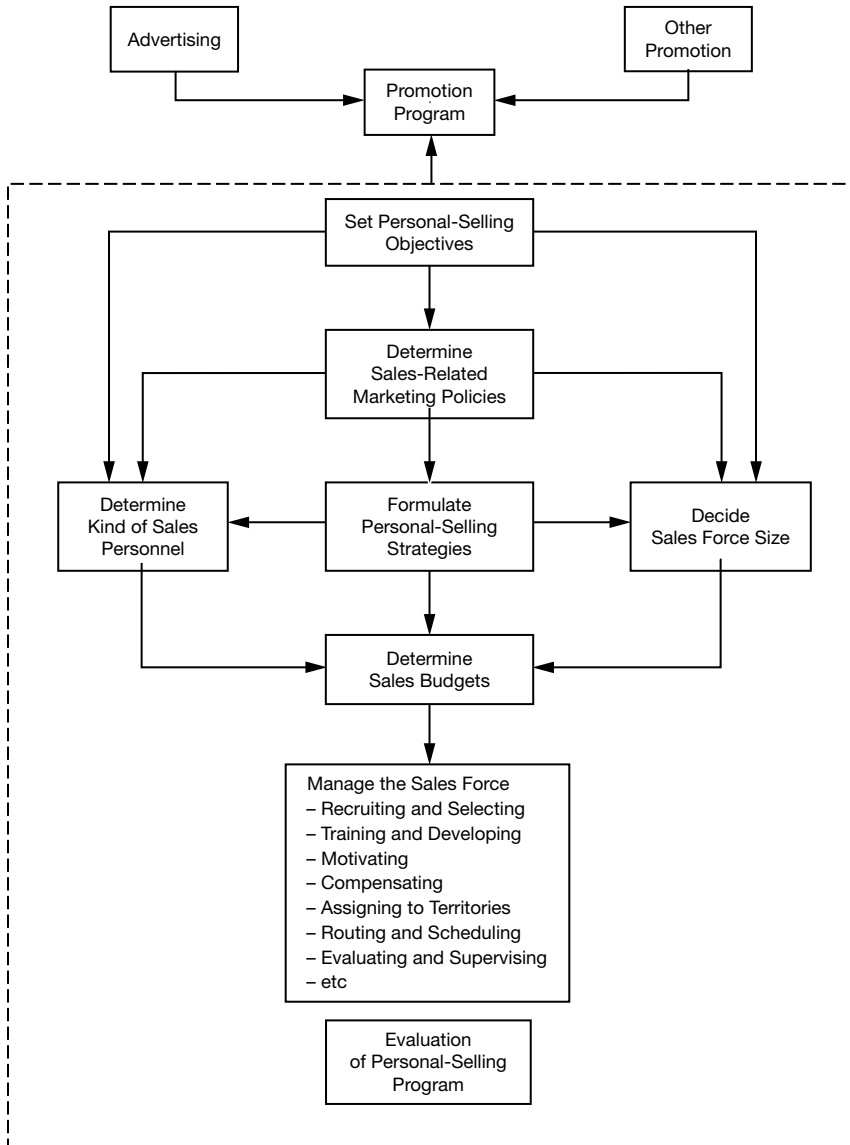 Advertising
Other
Promotion
Promotion
Program
Set Personal-Selling
Objectives
Determine
Sales-Related
Marketing Policies
Determine
Kind of Sales
Personnel
Formulate
Personal-Selling
Strategies
Decide
Sales Force Size
Determine
Sales Budgets
Manage the Sales Force
– Recruiting and Selecting
– Training and Developing
– Motivating
– Compensating
– Assigning to Territories
– Routing and Scheduling
– Evaluating and Supervising
– etc
Evaluation
of Personal-Selling
Program